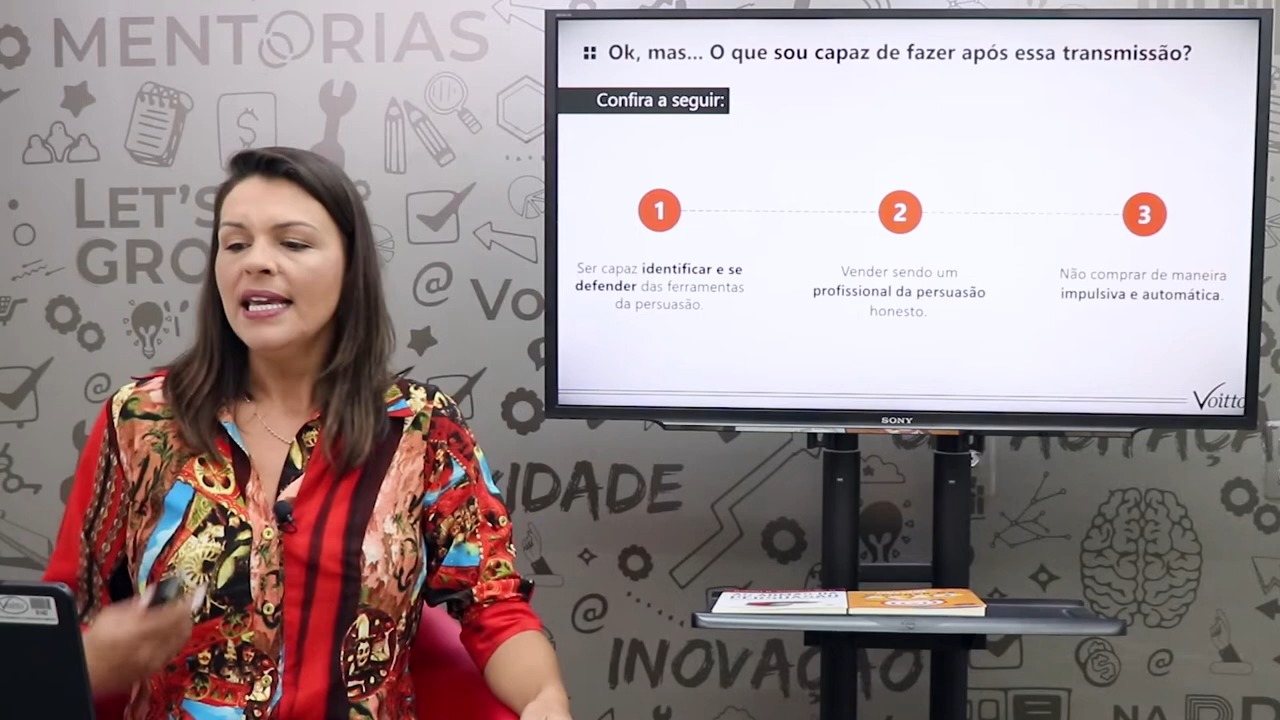 MENTORIAS
LET'S
GRO
VO
IDADE
INOVAÇÃO
Ok, mas... O que sou capaz de fazer após essa transmissão?
Confira a seguir:
1
2
3
Ser capaz identificar e se
defender das ferramentas
da persuasão.
Vender sendo um
profissional da persuasão
honesto.
Não comprar de maneira
impulsiva e automática.
Voitto
SONY
NA